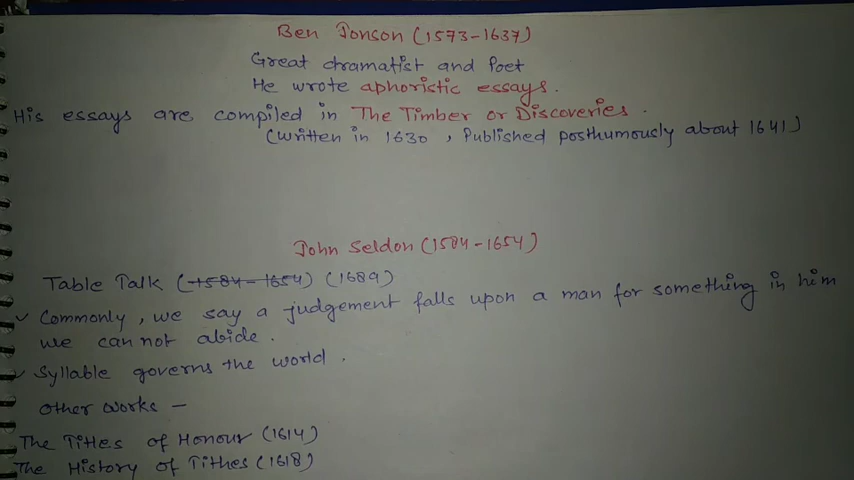 Ben Jonson (1573-1637)
Great dramatist and Poet
He wrote aphoristic essays.
His essays are compiled in The Timber or Discoveries.
(Written in 1630, Published posthumously about 1641)
John Seldon (1584-1654)
Table Talk (1584-1654) (1689)
✓ Commonly, we say a judgement falls upon a man for something in him
we can not abide.
✓ Syllable governs the world.
Other works -
The Titles of Honour (1614)
The History of Tithes (1618)